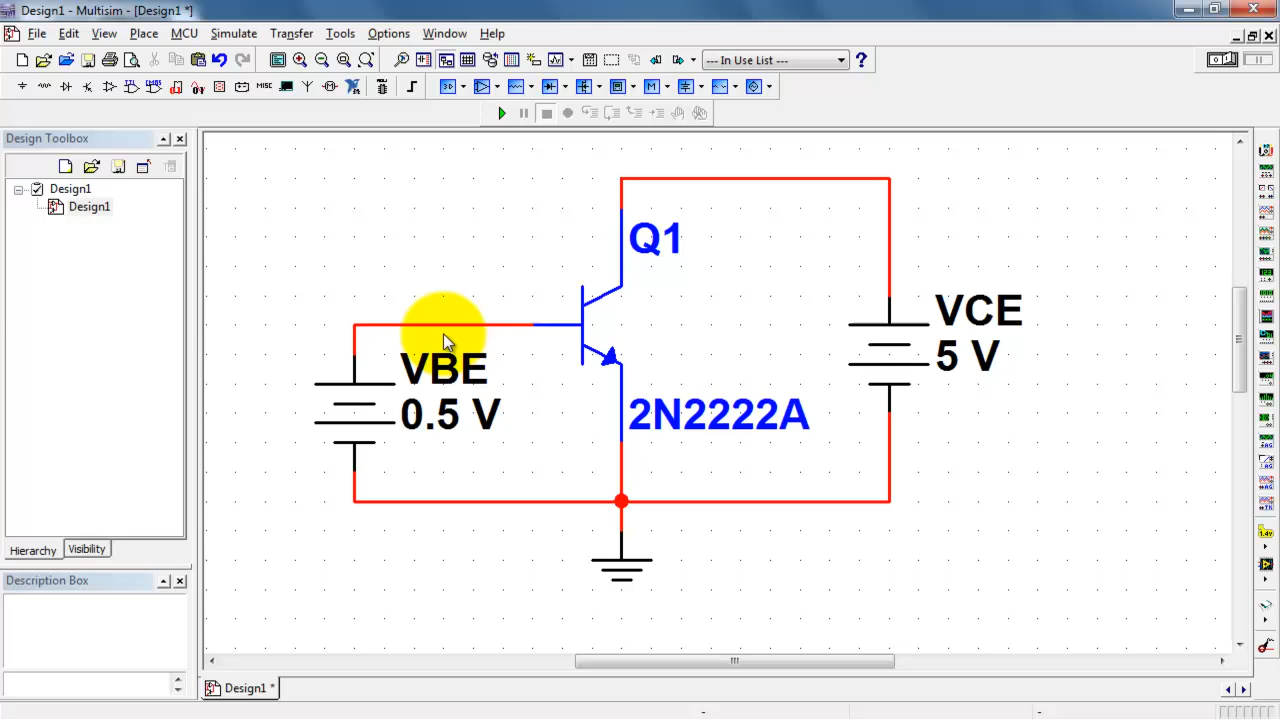 Design1 - Multisim - [Design1 *]
File Edit View Place MCU Simulate Transfer Tools Options Window Help
--- In Use List ---
Design Toolbox
Design1
Design1
Hierarchy Visibility
Description Box
Q1
VCE
5 V
VBE
0.5 V
2N2222A
Design1 *
- -